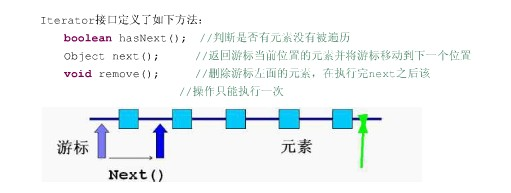 Iterator接口定义了如下方法：
boolean hasNext(); //判断是否有元素没有被遍历
Object next(); //返回游标当前位置的元素并将游标移动到下一个位置
void remove(); //删除游标左面的元素，在执行完next之后该
//操作只能执行一次
游标
元素
Next()